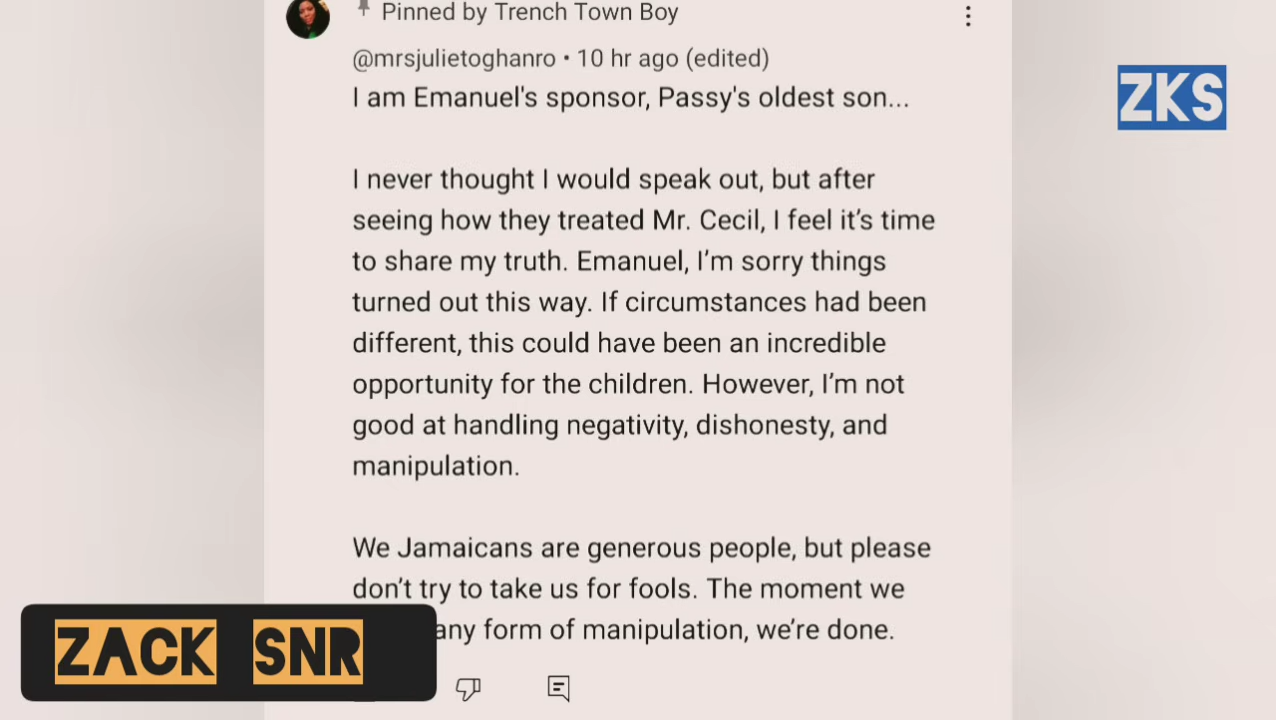 Pinned by Trench Town Boy
@mrsjulietoghanro • 10 hr ago (edited)
I am Emanuel's sponsor, Passy's oldest son...
I never thought I would speak out, but after
seeing how they treated Mr. Cecil, I feel it's time
to share my truth. Emanuel, I'm sorry things
turned out this way. If circumstances had been
different, this could have been an incredible
opportunity for the children. However, I'm not
good at handling negativity, dishonesty, and
manipulation.
We Jamaicans are generous people, but please
don't try to take us for fools. The moment we
any form of manipulation, we're done.
ZKS
ZACK SNR